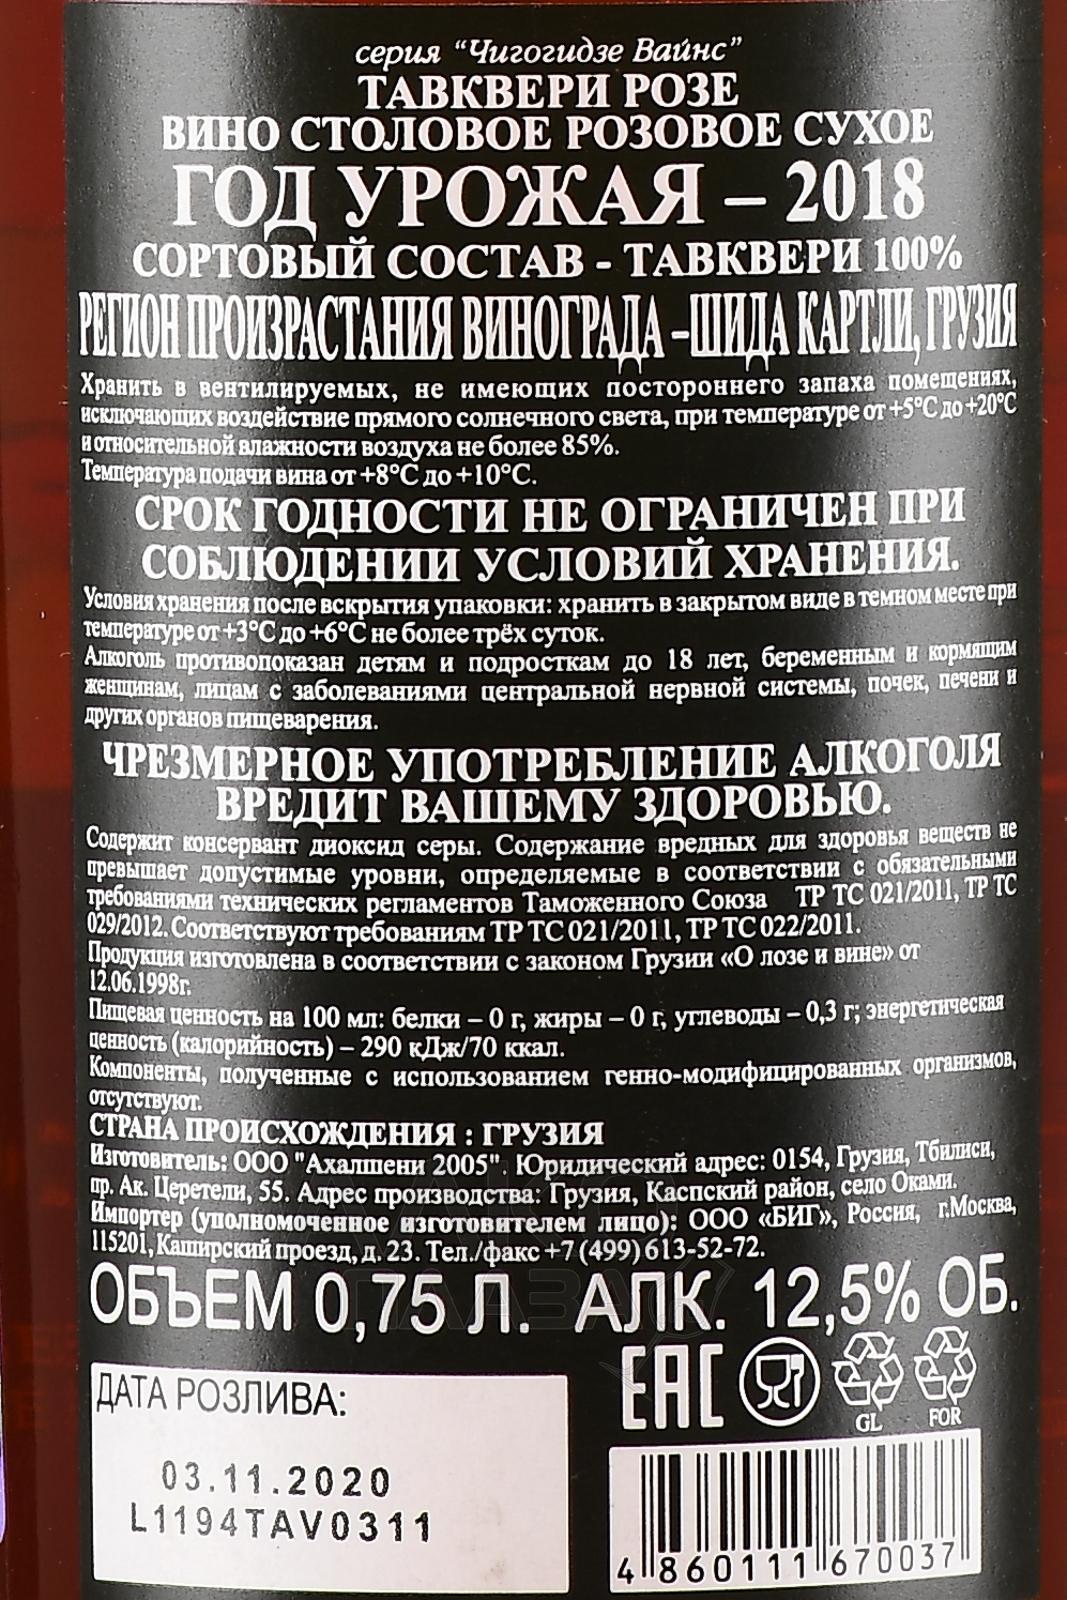 серия “Чигогидзе Вайнс”
ТАВКВЕРИ РОЗЕ
ВИНО СТОЛОВОЕ РОЗОВОЕ СУХОЕ
ГОД УРОЖАЯ – 2018
СОРТОВЫЙ СОСТАВ - ТАВКВЕРИ 100%
РЕГИОН ПРОИЗРАСТАНИЯ ВИНОГРАДА –ШИДА КАРТЛИ, ГРУЗИЯ
Хранить в вентилируемых, не имеющих постороннего запаха помещениях,
исключающих воздействие прямого солнечного света, при температуре от +5°С до +20°С
и относительной влажности воздуха не более 85%.
Температура подачи вина от +8°С до +10°С.
СРОК ГОДНОСТИ НЕ ОГРАНИЧЕН ПРИ
СОБЛЮДЕНИИ УСЛОВИЙ ХРАНЕНИЯ.
Условия хранения после вскрытия упаковки: хранить в закрытом виде в темном месте при
температуре от +3°С до +6°С не более трёх суток.
Алкоголь противопоказан детям и подросткам до 18 лет, беременным и кормящим
женщинам, лицам с заболеваниями центральной нервной системы, почек, печени и
других органов пищеварения.
ЧРЕЗМЕРНОЕ УПОТРЕБЛЕНИЕ АЛКОГОЛЯ
ВРЕДИТ ВАШЕМУ ЗДОРОВЬЮ.
Содержит консервант диоксид серы. Содержание вредных для здоровья веществ не
превышает допустимые уровни, определяемые в соответствии с обязательными
требованиями технических регламентов Таможенного Союза ТР ТС 021/2011, ТР ТС
029/2012. Соответствуют требованиям ТР ТС 021/2011, ТР ТС 022/2011.
Продукция изготовлена в соответствии с законом Грузии «О лозе и вине» от
12.06.1998г.
Пищевая ценность на 100 мл: белки – 0 г, жиры – 0 г, углеводы – 0,3 г; энергетическая
ценность (калорийность) – 290 кДж/70 ккал.
Компоненты, полученные с использованием генно-модифицированных организмов,
отсутствуют.
СТРАНА ПРОИСХОЖДЕНИЯ : ГРУЗИЯ
Изготовитель: ООО "Ахалшени 2005". Юридический адрес: 0154, Грузия, Тбилиси,
пр. Ак. Церетели, 55. Адрес производства: Грузия, Каспский район, село Оками.
Импортер (уполномоченное изготовителем лицо): ООО «БИГ», Россия, г.Москва,
115201, Каширский проезд, д. 23. Тел./факс +7 (499) 613-52-72.
ОБЪЕМ 0,75 Л. АЛК. 12,5% ОБ.
ЕАС
GL FOR
ДАТА РОЗЛИВА:
03.11.2020
L1194TAV0311
4 860111 670037